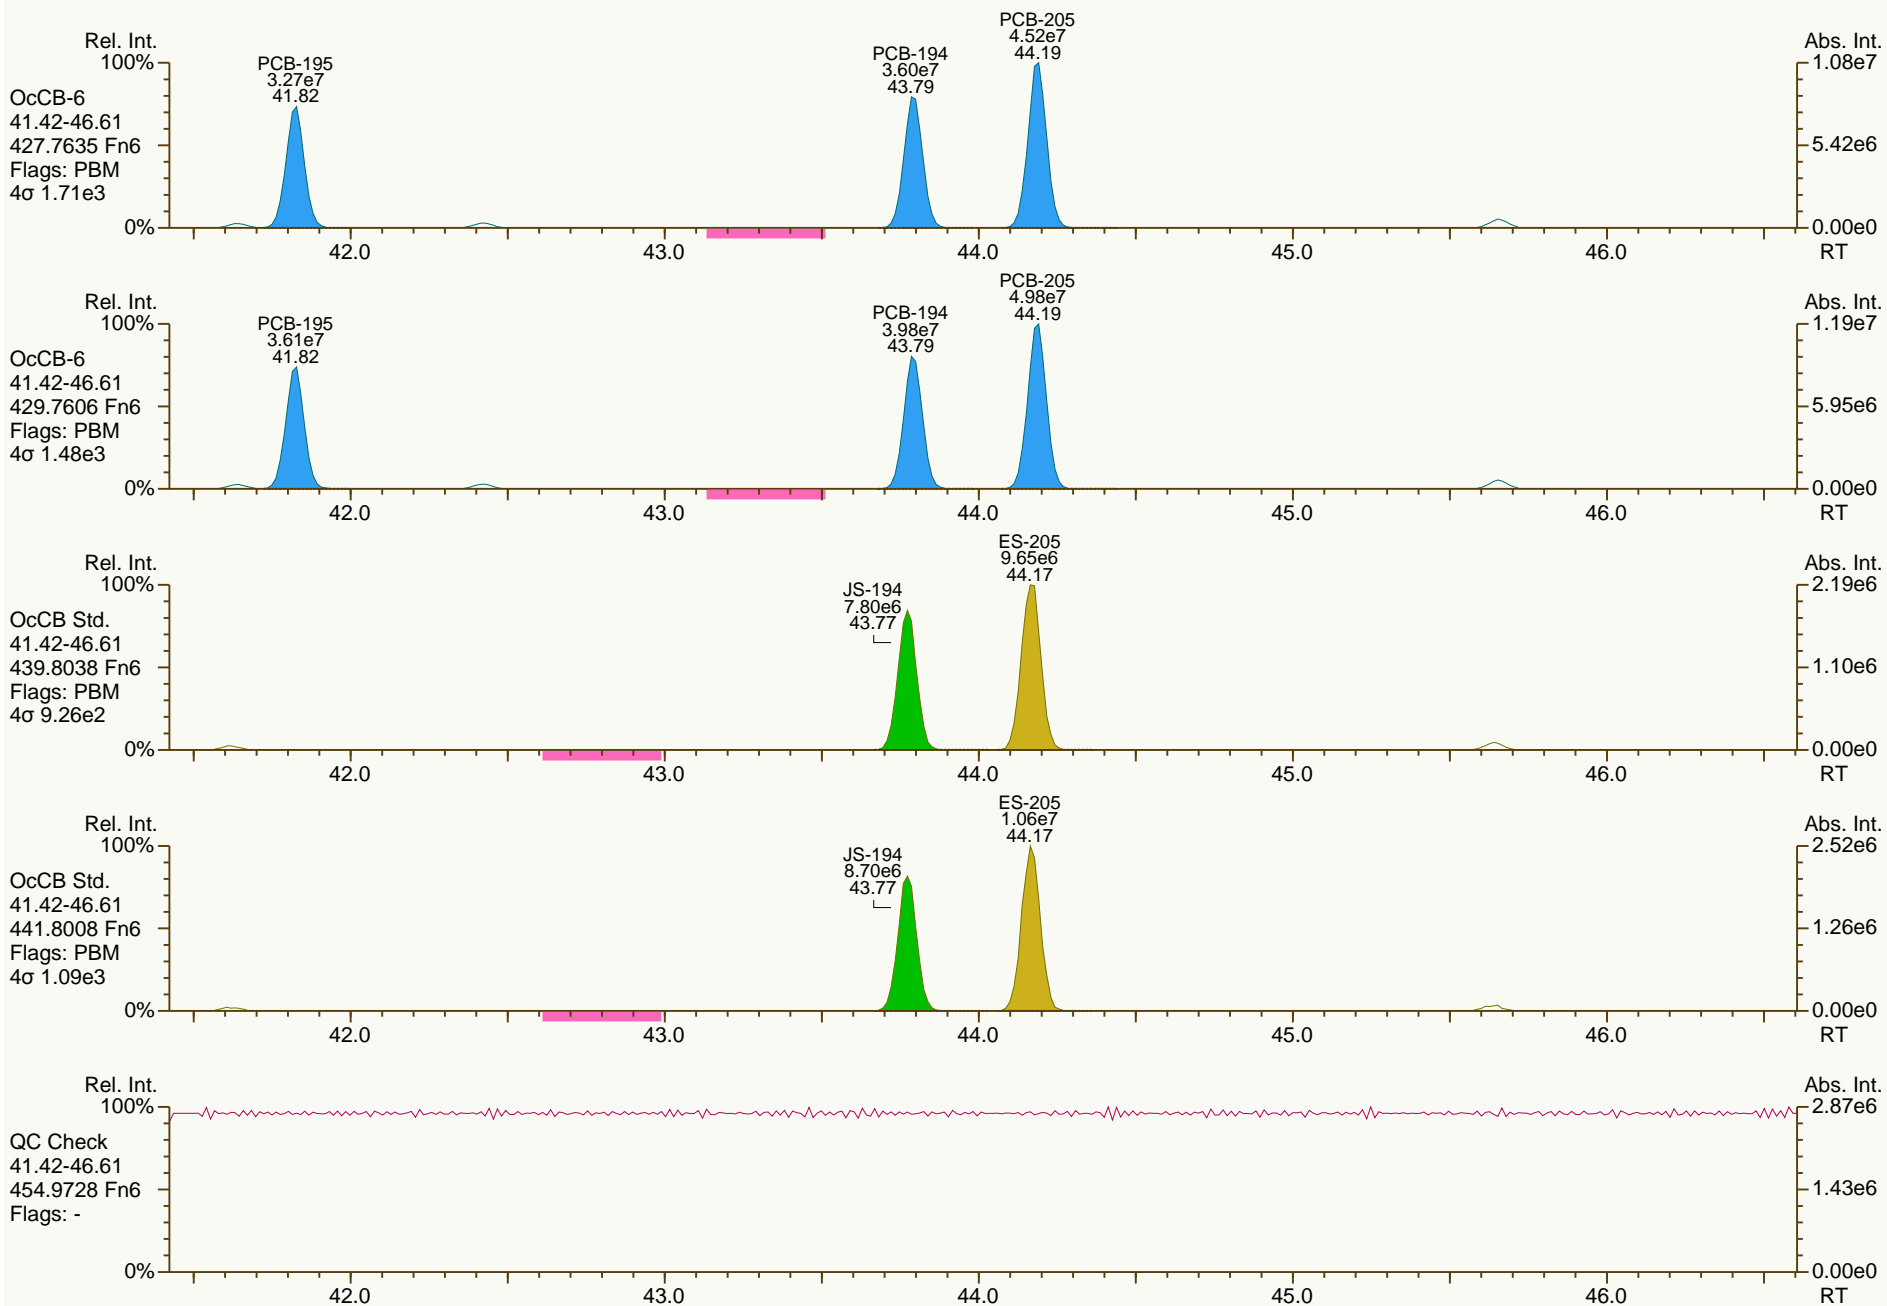 Rel. Int.
100%
0%
OcCB-6
41.42-46.61
427.7635 Fn6
Flags: PBM
4σ 1.71e3
PCB-195
3.27e7
41.82
PCB-194
3.60e7
43.79
PCB-205
4.52e7
44.19
Abs. Int.
1.08e7
5.42e6
0.00e0
42.0 43.0 44.0 45.0 46.0 RT
Rel. Int.
100%
0%
OcCB-6
41.42-46.61
429.7606 Fn6
Flags: PBM
4σ 1.48e3
PCB-195
3.61e7
41.82
PCB-194
3.98e7
43.79
PCB-205
4.98e7
44.19
Abs. Int.
1.19e7
5.95e6
0.00e0
42.0 43.0 44.0 45.0 46.0 RT
Rel. Int.
100%
0%
OcCB Std.
41.42-46.61
439.8038 Fn6
Flags: PBM
4σ 9.26e2
JS-194
7.80e6
43.77
ES-205
9.65e6
44.17
Abs. Int.
2.19e6
1.10e6
0.00e0
42.0 43.0 44.0 45.0 46.0 RT
Rel. Int.
100%
0%
OcCB Std.
41.42-46.61
441.8008 Fn6
Flags: PBM
4σ 1.09e3
JS-194
8.70e6
43.77
ES-205
1.06e7
44.17
Abs. Int.
2.52e6
1.26e6
0.00e0
42.0 43.0 44.0 45.0 46.0 RT
Rel. Int.
100%
0%
QC Check
41.42-46.61
454.9728 Fn6
Flags: -
Abs. Int.
2.87e6
1.43e6
0.00e0
42.0 43.0 44.0 45.0 46.0 RT